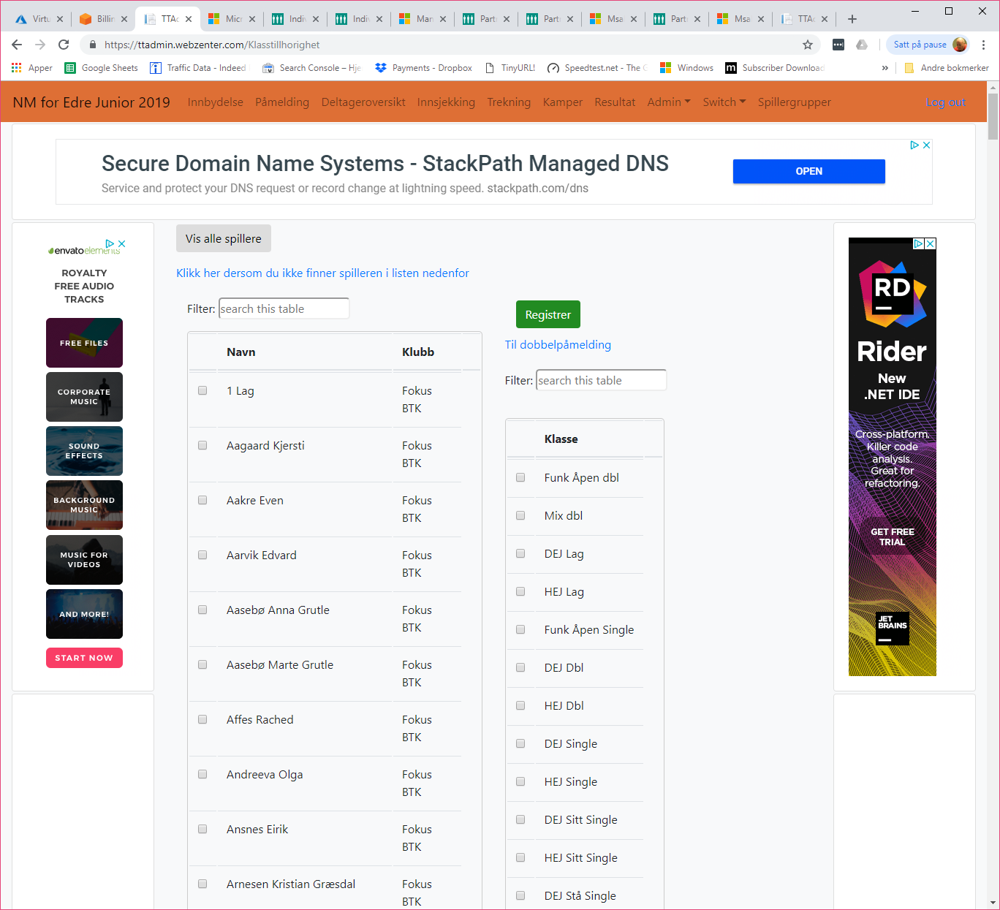 Virtu
Billin
TTAc
Micr
Indiv
Indiv
Man
Partr
Part
Msa
Part
Msa
TTAc
https://ttadmin.webzenter.com/Klasstillhorighet
Satt på pause
Apper
Google Sheets
Traffic Data - Indeed
Search Console – Hje
Payments - Dropbox
TinyURL!
Speedtest.net - The G
Windows
Subscriber Download
»
Andre bokmerker
NM for Edre Junior 2019
Innbydelse
Påmelding
Deltageroversikt
Innsjekking
Trekning
Kamper
Resultat
Admin
Switch
Spillergrupper
Log out
Secure Domain Name Systems - StackPath Managed DNS
Service and protect your DNS request or record change at lightning speed. stackpath.com/dns
OPEN
envatoelements
ROYALTY
FREE AUDIO
TRACKS
FREE FILES
CORPORATE
MUSIC
SOUND
EFFECTS
BACKGROUND
MUSIC
MUSIC FOR
VIDEOS
AND MORE!
START NOW
Vis alle spillere
Klikk her dersom du ikke finner spilleren i listen nedenfor
Filter: search this table
Navn Klubb
1 Lag Fokus
BTK
Aagaard Kjersti Fokus
BTK
Aakre Even Fokus
BTK
Aarvik Edvard Fokus
BTK
Aasebø Anna Grutle Fokus
BTK
Aasebø Marte Grutle Fokus
BTK
Affes Rached Fokus
BTK
Andreeva Olga Fokus
BTK
Ansnes Eirik Fokus
BTK
Arnesen Kristian Græsdal Fokus
BTK
Registrer
Til dobbelpåmelding
Filter: search this table
Klasse
Funk Åpen dbl
Mix dbl
DEJ Lag
HEJ Lag
Funk Åpen Single
DEJ Dbl
HEJ Dbl
DEJ Single
HEJ Single
DEJ Sitt Single
HEJ Sitt Single
DEJ Stå Single
RD
Rider
New
.NET IDE
Cross-platform.
Killer code
analysis.
Great for
refactoring.
GET FREE
TRIAL
JET
BRAINS